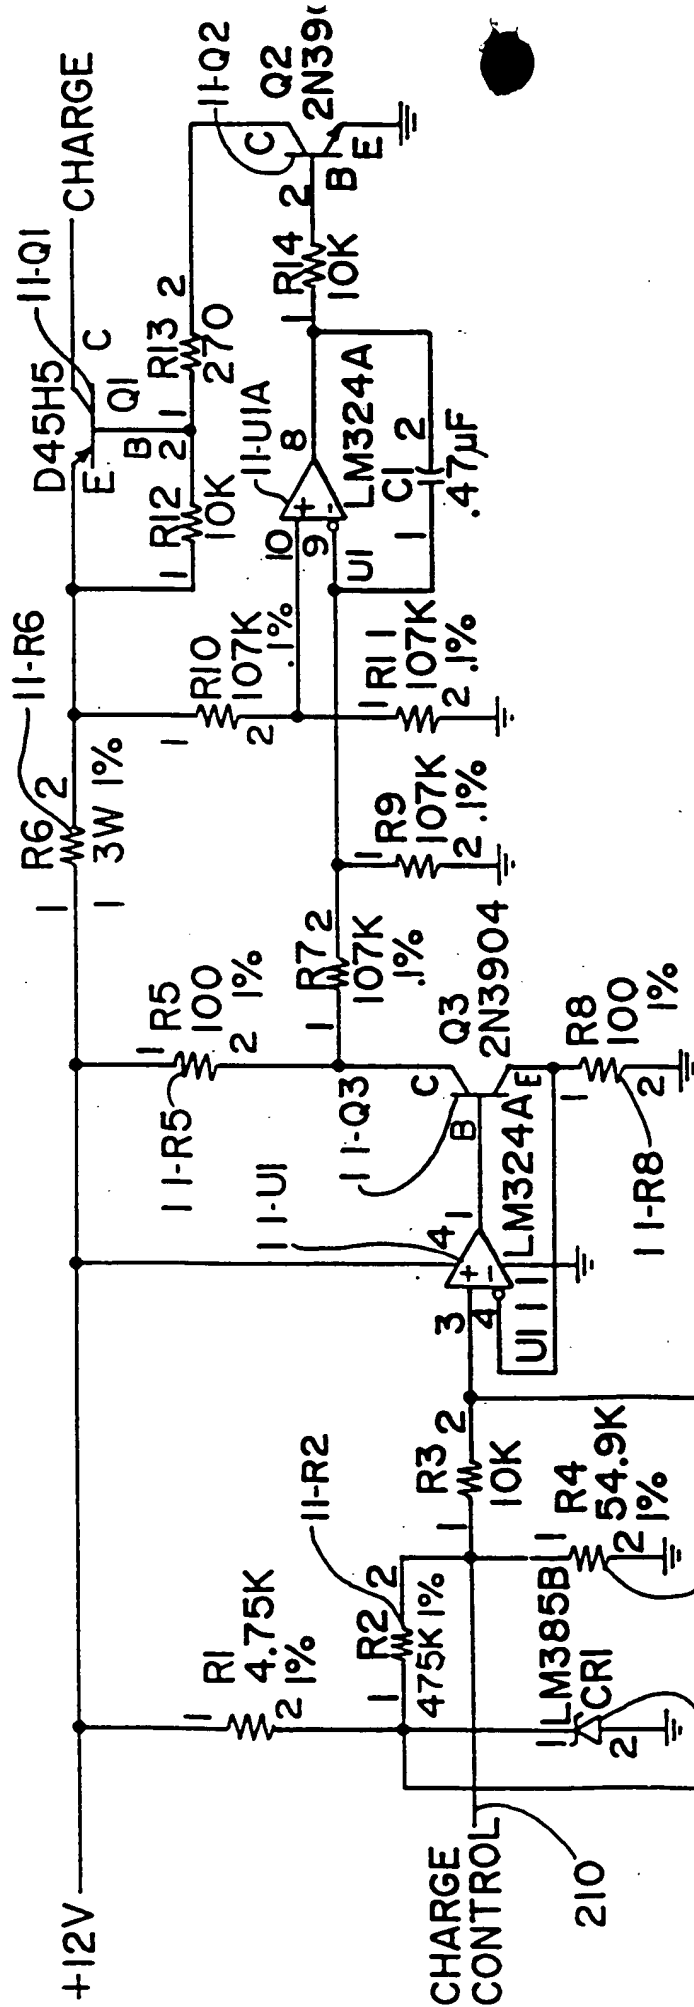 +12V
CHARGE
CONTROL
210
R1
4.75K
1%
1
2
R2
475K 1%
1
2
11-R2
LM385B
CR1
1
2
R3
10K
1
2
R4
54.9K
1%
1
2
11-U1
3
4
4
1
+
-
U1
11
LM324A
11-Q3
Q3
2N3904
C
B
E
R5
100
1%
1
2
11-R5
R8
100
1%
1
2
11-R8
R6
1
2
1
3W 1%
11-R6
R7
107K
.1%
1
2
R9
107K
.1%
1
2
R10
107K
.1%
1
2
R11
107K
.1%
1
2
10
9
8
+
-
U1
LM324A
11-U1A
C1
.47µF
1
2
R12
10K
1
2
D45H5
E
B
C
Q1
11-Q1
R13
270
1
2
R14
10K
1
2
CHARGE
11-Q2
Q2
C
B
E